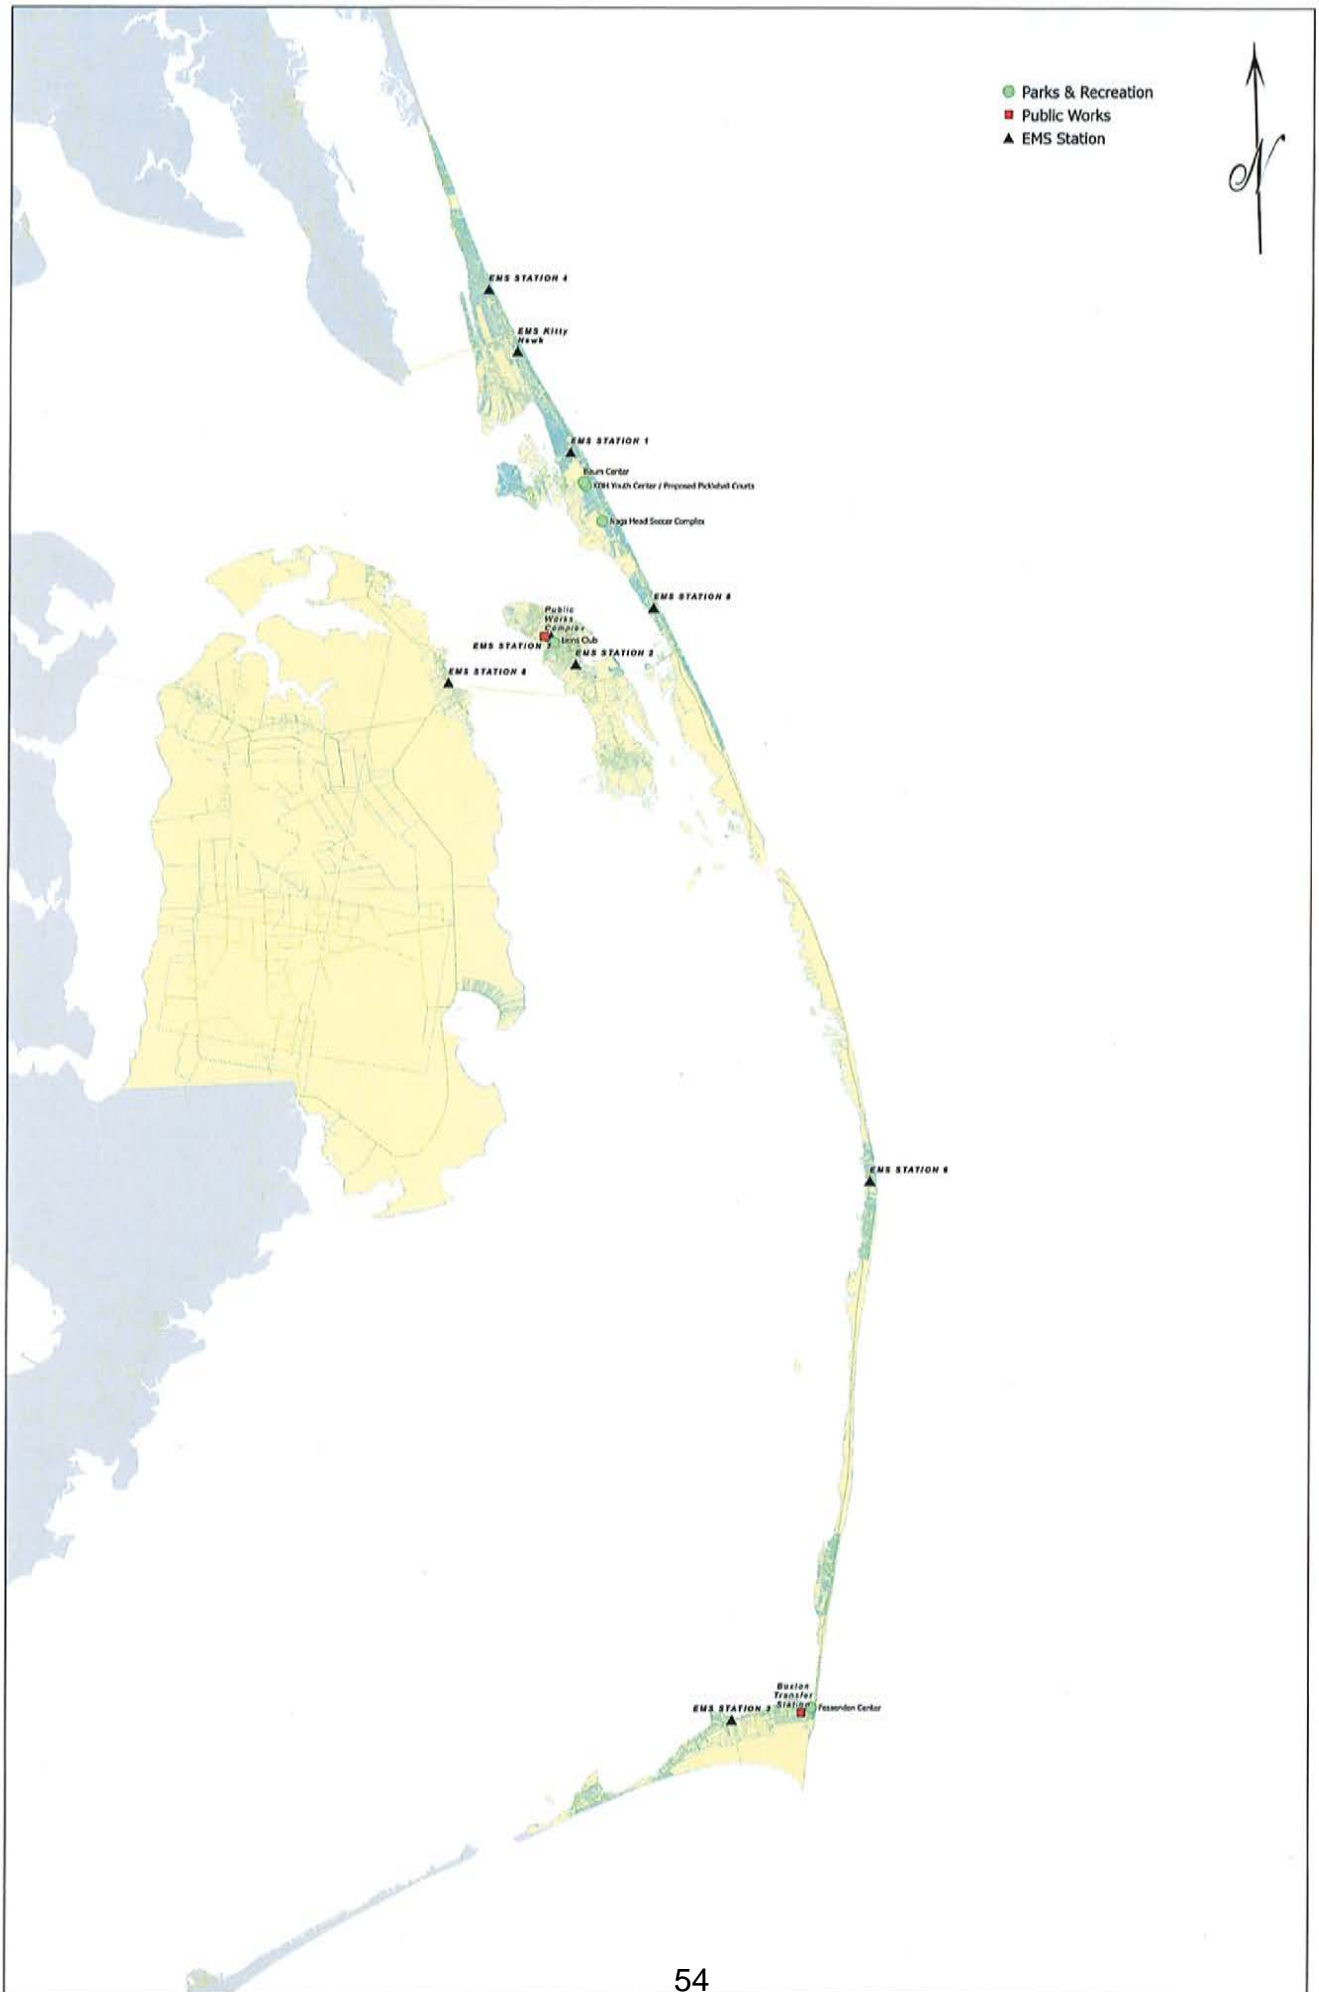 Parks & Recreation
Public Works
EMS Station
N
EMS STATION 4
EMS Kitty
Hawk
EMS STATION 1
Baum Center
KDH Youth Center / Proposed Pickleball Courts
Nags Head Soccer Complex
EMS STATION
Public
Works
Complex
Lions Club
EMS STATION 7
EMS STATION 2
EMS STATION
EMS STATION 6
Buxton
Transfer
Station
EMS STATION 3
Fessenden Center
54